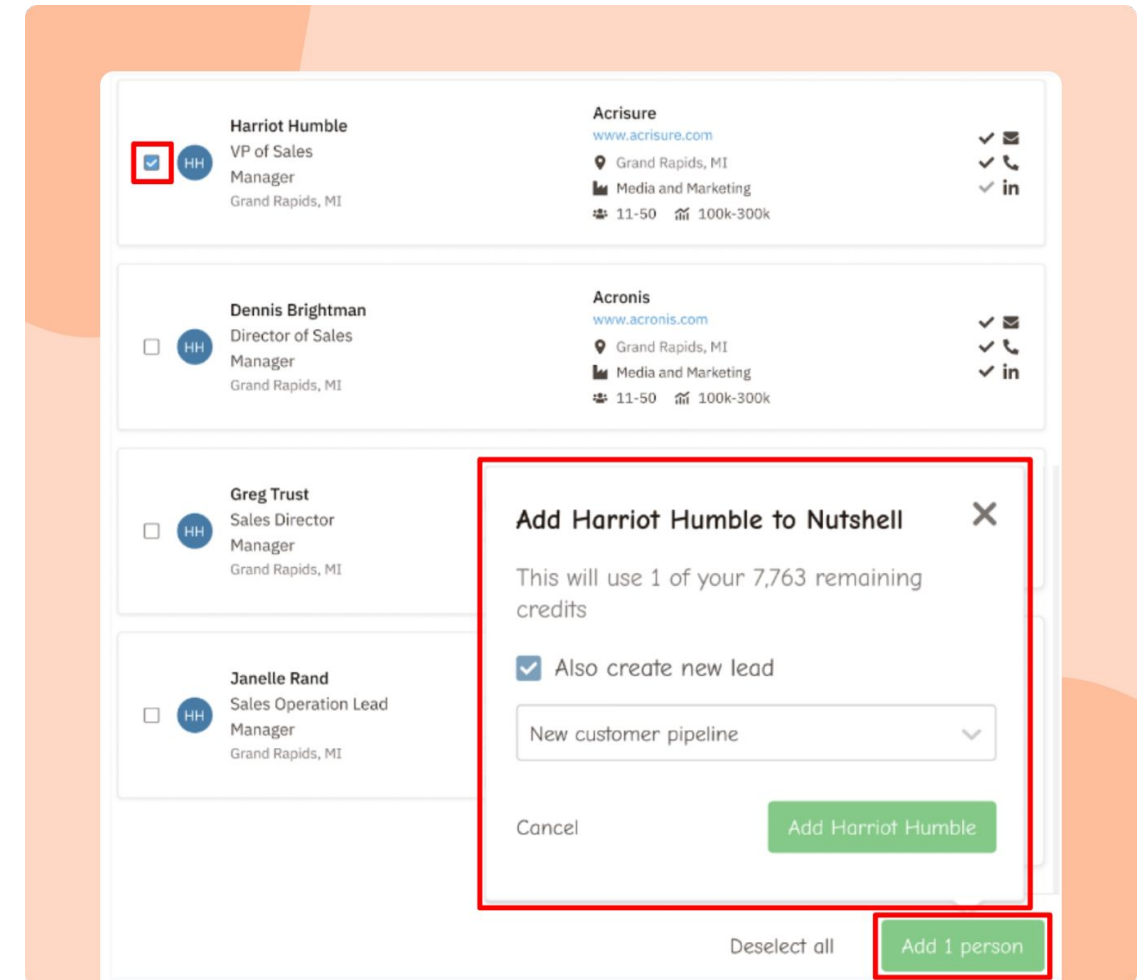 Harriot Humble
VP of Sales
Manager
Grand Rapids, MI
HH
Acrisure
www.acrisure.com
Grand Rapids, MI
Media and Marketing
11-50 100k-300k
in
Dennis Brightman
Director of Sales
Manager
Grand Rapids, MI
HH
Acronis
www.acronis.com
Grand Rapids, MI
Media and Marketing
11-50 100k-300k
in
Greg Trust
Sales Director
Manager
Grand Rapids, MI
HH
Janelle Rand
Sales Operation Lead
Manager
Grand Rapids, MI
HH
Add Harriot Humble to Nutshell
This will use 1 of your 7,763 remaining
credits
Also create new lead
New customer pipeline
Cancel
Add Harriot Humble
Deselect all
Add 1 person